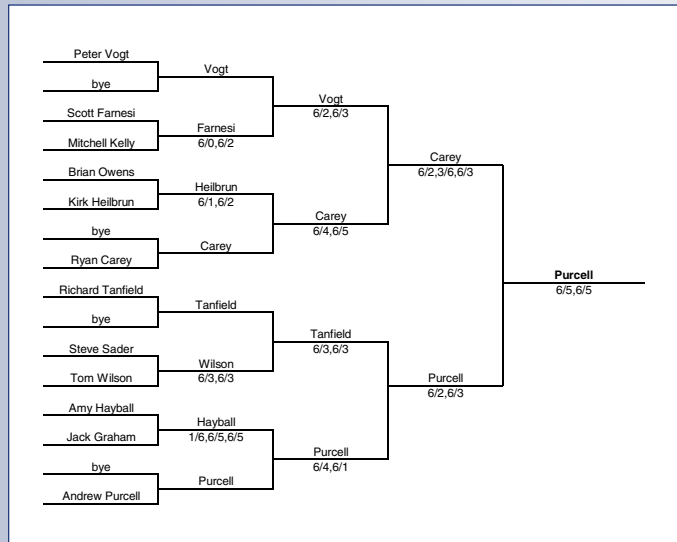 Peter Vogt
bye
Scott Farnesi
Mitchell Kelly
Brian Owens
Kirk Heilbrun
bye
Ryan Carey
Richard Tanfield
bye
Steve Sader
Tom Wilson
Amy Hayball
Jack Graham
bye
Andrew Purcell
Vogt
Farnesi
6/0,6/2
Heilbrun
6/1,6/2
Carey
Tanfield
Wilson
6/3,6/3
Hayball
1/6,6/5,6/5
Purcell
Vogt
6/2,6/3
Carey
6/4,6/5
Tanfield
6/3,6/3
Purcell
6/4,6/1
Carey
6/2,3/6,6/3
Purcell
6/2,6/3
Purcell
6/5,6/5